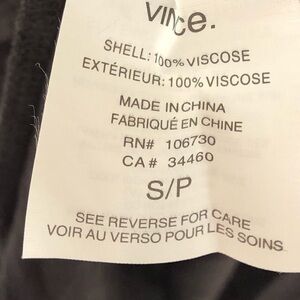 VINCE.
SHELL: 100% VISCOSE
EXTÉRIEUR: 100% VISCOSE
MADE IN CHINA
FABRIQUÉ EN CHINE
RN# 106730
CA# 34460
S/P
SEE REVERSE FOR CARE
VOIR AU VERSO POUR LES SOINS